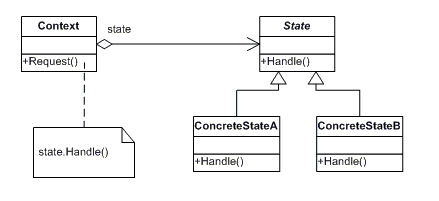 Context
state
State
+Request()
+Handle()
state.Handle()
ConcreteStateA
ConcreteStateB
+Handle()
+Handle()